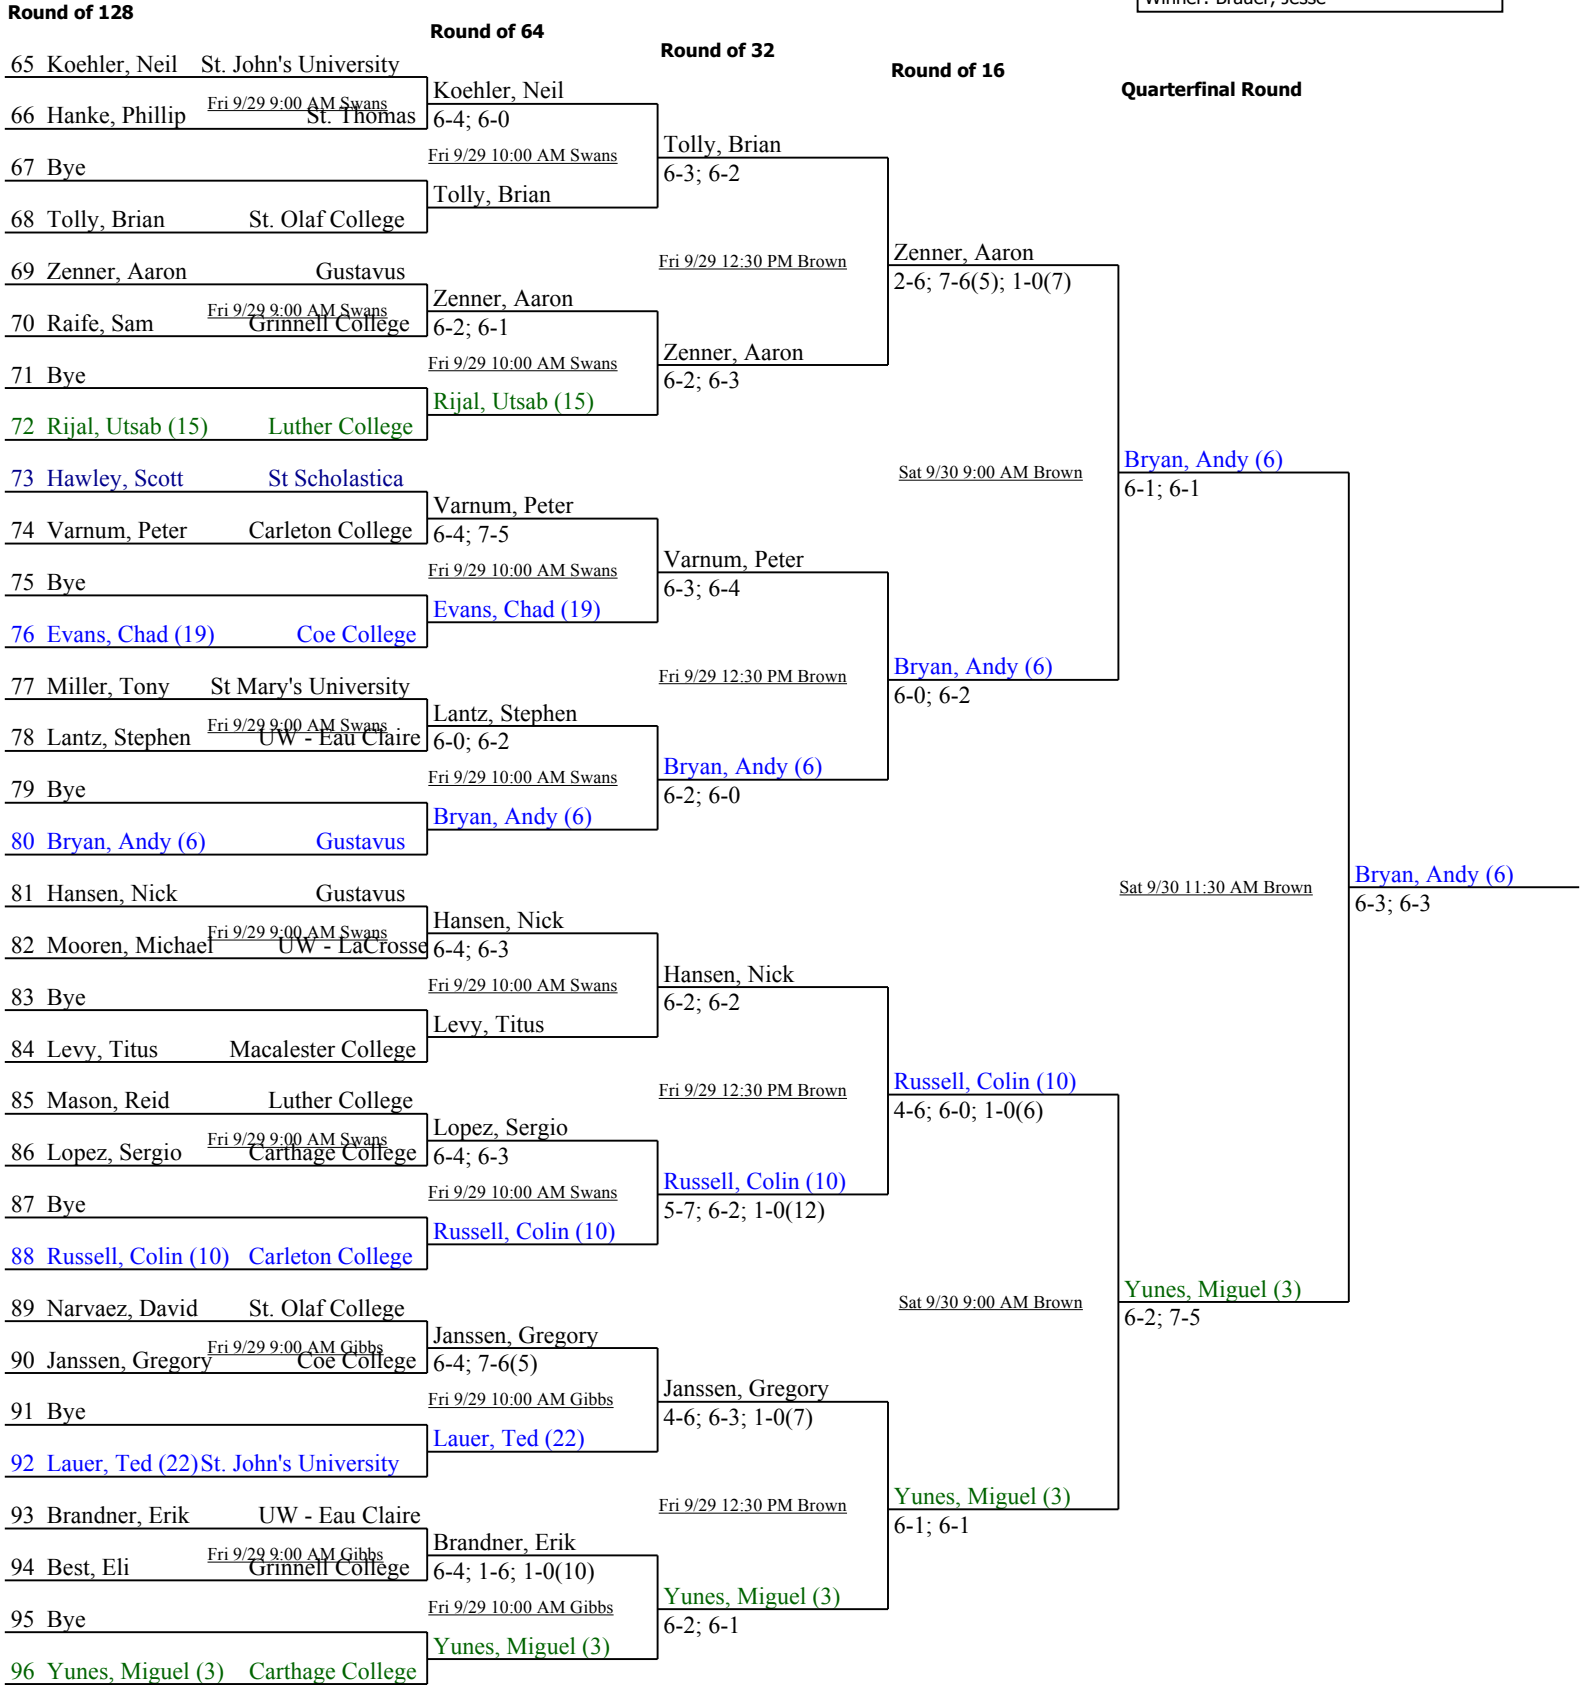 Winner: Brauer, Jesse
Round of 128
Round of 64
Round of 32
Round of 16
Quarterfinal Round
65 Koehler, Neil St. John's University
Fri 9/29 9:00 AM Swans
66 Hanke, Phillip St. Thomas
67 Bye
68 Tolly, Brian St. Olaf College
69 Zenner, Aaron Gustavus
Fri 9/29 9:00 AM Swans
70 Raife, Sam Grinnell College
71 Bye
72 Rijal, Utsab (15) Luther College
73 Hawley, Scott St Scholastica
74 Varnum, Peter Carleton College
75 Bye
76 Evans, Chad (19) Coe College
77 Miller, Tony St Mary's University
Fri 9/29 9:00 AM Swans
78 Lantz, Stephen UW - Eau Claire
79 Bye
80 Bryan, Andy (6) Gustavus
81 Hansen, Nick Gustavus
Fri 9/29 9:00 AM Swans
82 Mooren, Michael UW - LaCrosse
83 Bye
84 Levy, Titus Macalester College
85 Mason, Reid Luther College
Fri 9/29 9:00 AM Swans
86 Lopez, Sergio Carthage College
87 Bye
88 Russell, Colin (10) Carleton College
89 Narvaez, David St. Olaf College
Fri 9/29 9:00 AM Gibbs
90 Janssen, Gregory Coe College
91 Bye
92 Lauer, Ted (22) St. John's University
93 Brandner, Erik UW - Eau Claire
Fri 9/29 9:00 AM Gibbs
94 Best, Eli Grinnell College
95 Bye
96 Yunes, Miguel (3) Carthage College
Koehler, Neil
6-4; 6-0
Fri 9/29 10:00 AM Swans
Tolly, Brian
Zenner, Aaron
6-2; 6-1
Fri 9/29 10:00 AM Swans
Rijal, Utsab (15)
Varnum, Peter
6-4; 7-5
Fri 9/29 10:00 AM Swans
Evans, Chad (19)
Lantz, Stephen
6-0; 6-2
Fri 9/29 10:00 AM Swans
Bryan, Andy (6)
Hansen, Nick
6-4; 6-3
Fri 9/29 10:00 AM Swans
Levy, Titus
Lopez, Sergio
6-4; 6-3
Fri 9/29 10:00 AM Swans
Russell, Colin (10)
Janssen, Gregory
6-4; 7-6(5)
Fri 9/29 10:00 AM Gibbs
Lauer, Ted (22)
Brandner, Erik
6-4; 1-6; 1-0(10)
Fri 9/29 10:00 AM Gibbs
Yunes, Miguel (3)
Tolly, Brian
6-3; 6-2
Fri 9/29 12:30 PM Brown
Zenner, Aaron
6-2; 6-3
Varnum, Peter
6-3; 6-4
Fri 9/29 12:30 PM Brown
Bryan, Andy (6)
6-2; 6-0
Hansen, Nick
6-2; 6-2
Fri 9/29 12:30 PM Brown
Russell, Colin (10)
5-7; 6-2; 1-0(12)
Janssen, Gregory
4-6; 6-3; 1-0(7)
Fri 9/29 12:30 PM Brown
Yunes, Miguel (3)
6-2; 6-1
Zenner, Aaron
2-6; 7-6(5); 1-0(7)
Sat 9/30 9:00 AM Brown
Bryan, Andy (6)
6-0; 6-2
Russell, Colin (10)
4-6; 6-0; 1-0(6)
Sat 9/30 9:00 AM Brown
Yunes, Miguel (3)
6-1; 6-1
Bryan, Andy (6)
6-1; 6-1
Sat 9/30 11:30 AM Brown
Yunes, Miguel (3)
6-2; 7-5
Bryan, Andy (6)
6-3; 6-3